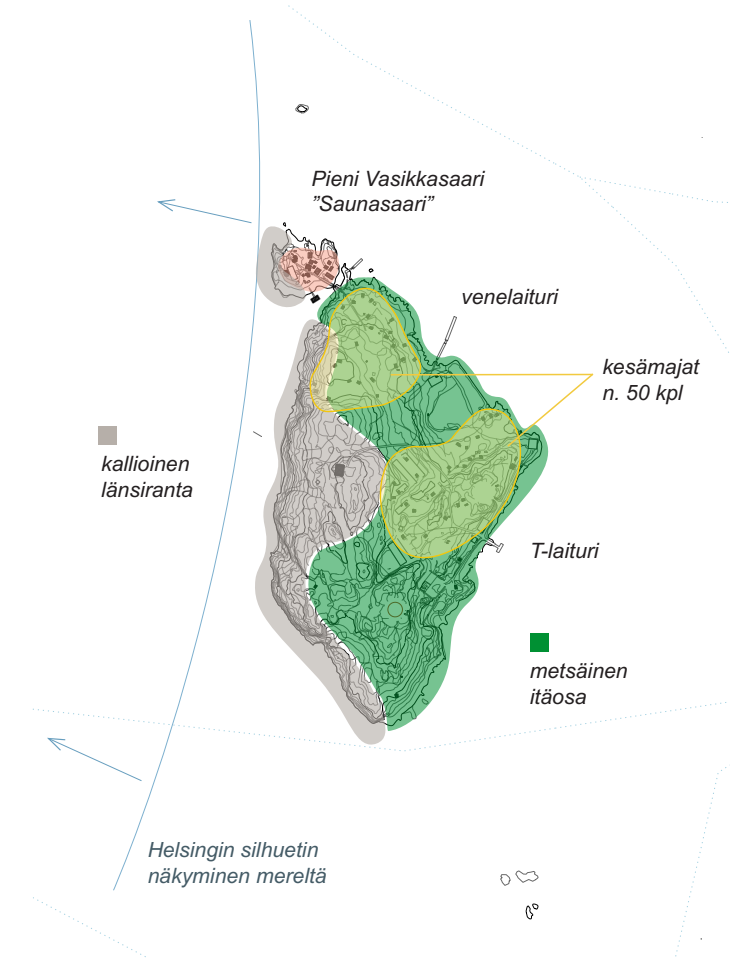 Pieni Vasikkasaari
”Saunasaari”
venelaituri
kesämajat
n. 50 kpl
kallioinen
länsiranta
T-laituri
metsäinen
itäosa
Helsingin silhuetin
näkyminen mereltä